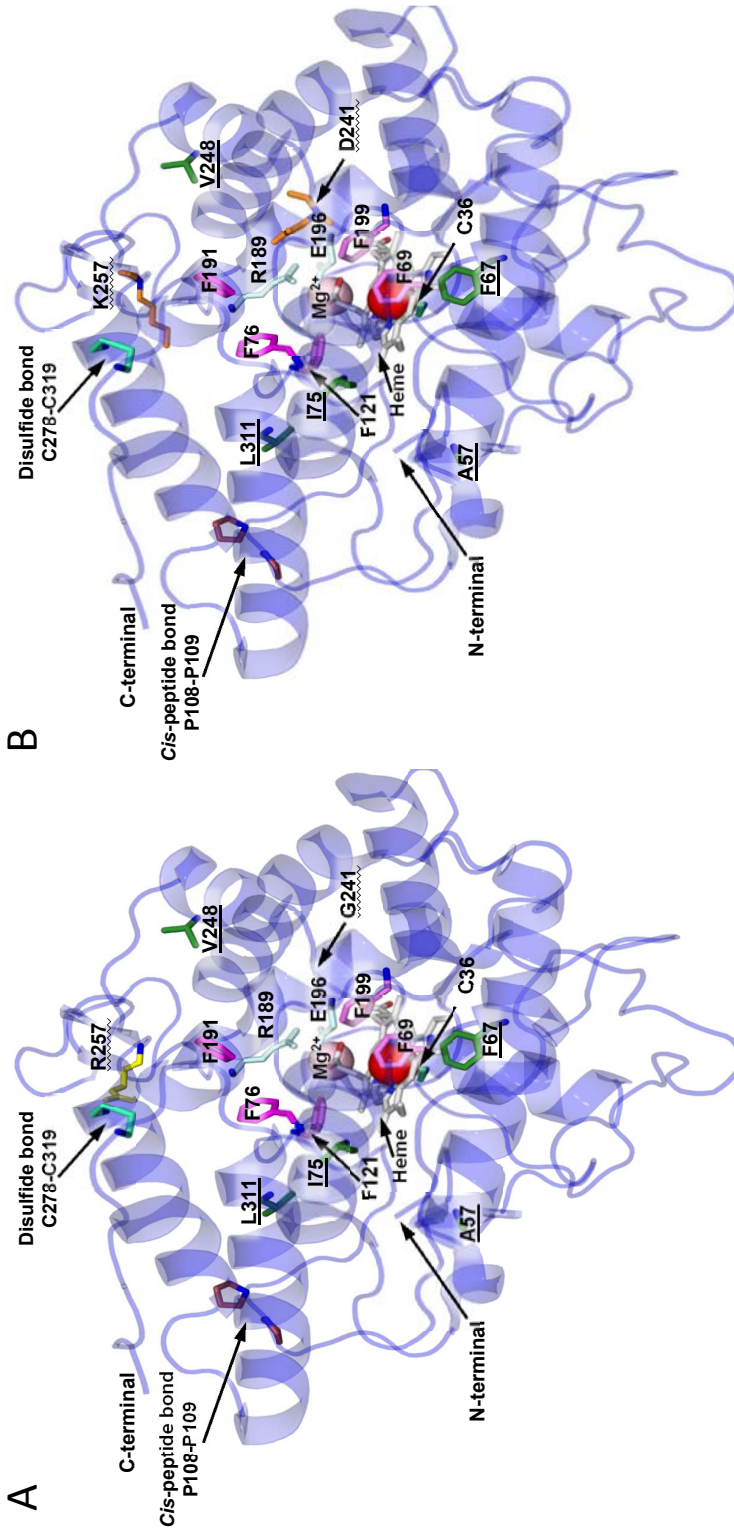 A
Disulfide bond
C278-C319
R257
V248
C-terminal
Cis-peptide bond
P108-P109
F191
R189
F76
L311
G241
E196
F199
Mg2+
I75
F121
F69
Heme
C36
F67
A57
N-terminal
B
Disulfide bond
C278-C319
K257
V248
C-terminal
Cis-peptide bond
P108-P109
F191
R189
F76
L311
D241
E196
F199
Mg2+
I75
F121
F69
Heme
C36
F67
A57
N-terminal